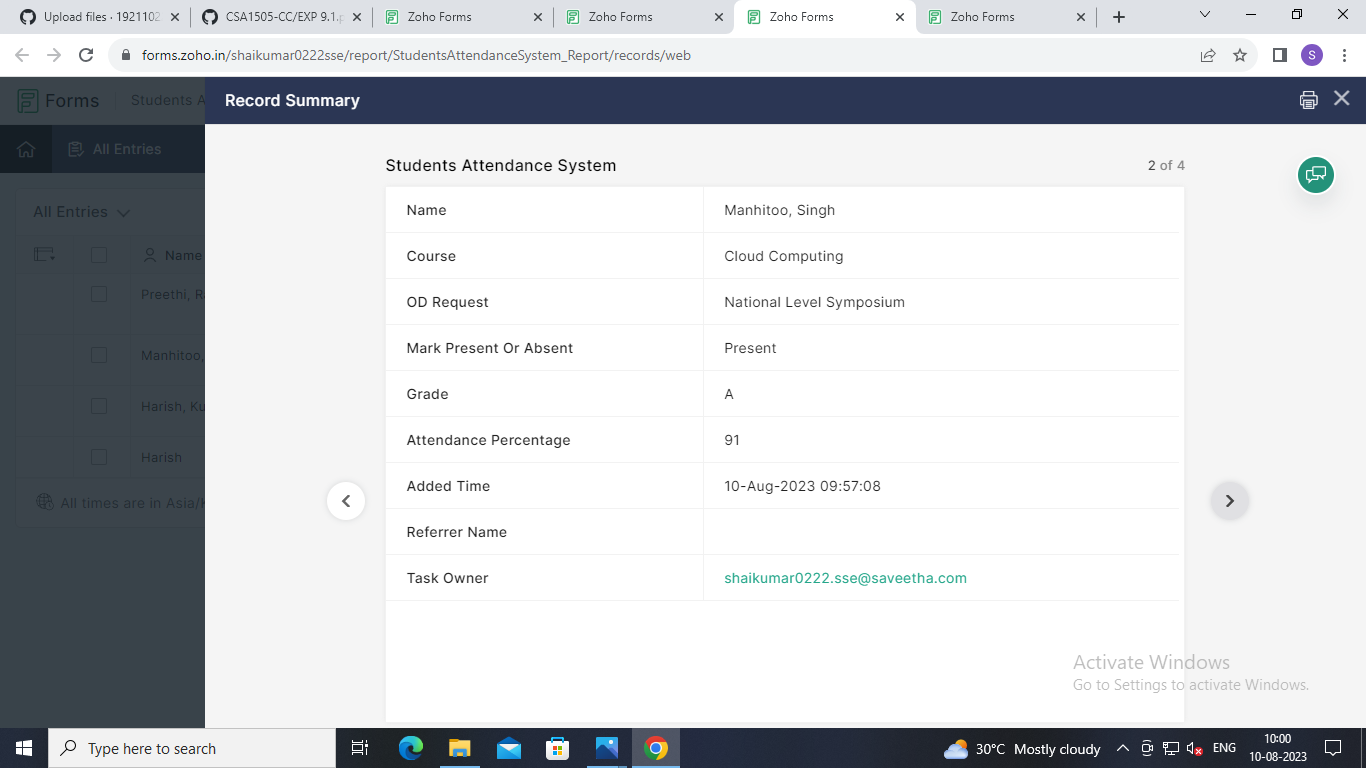 Upload files · 1921102
CSA1505-CC/EXP 9.1.p
Zoho Forms
Zoho Forms
Zoho Forms
Zoho Forms
forms.zoho.in/shaikumar0222sse/report/StudentsAttendanceSystem_Report/records/web
S
Forms
Students A
Record Summary
All Entries
Students Attendance System
2 of 4
All Entries
Name
Preethi, R
Manhitoo,
Harish, Ku
Harish
All times are in Asia/K
Name Manhitoo, Singh
Course Cloud Computing
OD Request National Level Symposium
Mark Present Or Absent Present
Grade A
Attendance Percentage 91
Added Time 10-Aug-2023 09:57:08
Referrer Name
Task Owner shaikumar0222.sse@saveetha.com
Activate Windows
Go to Settings to activate Windows.
Type here to search
30°C Mostly cloudy
ENG
10:00
10-08-2023